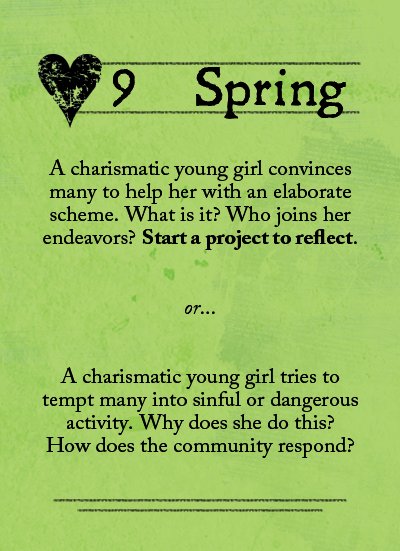 9 Spring
A charismatic young girl convinces
many to help her with an elaborate
scheme. What is it? Who joins her
endeavors? Start a project to reflect.
or...
A charismatic young girl tries to
tempt many into sinful or dangerous
activity. Why does she do this?
How does the community respond?